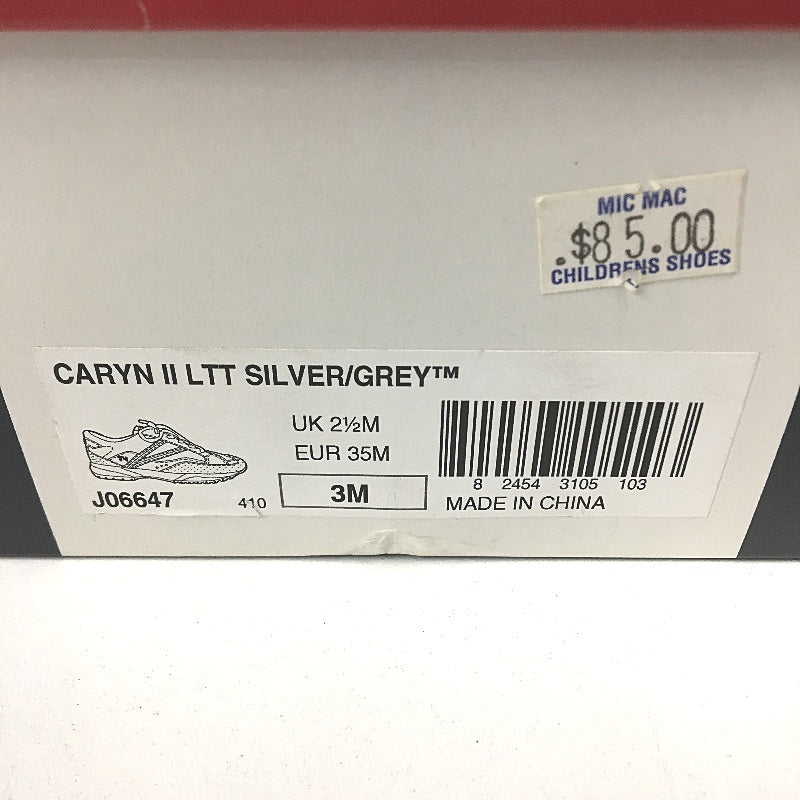 MIC MAC
.$85.00
CHILDRENS SHOES
CARYN II LTT SILVER/GREY™
UK 2½M
EUR 35M
3M
J06647
410
8 2454 3105 103
MADE IN CHINA